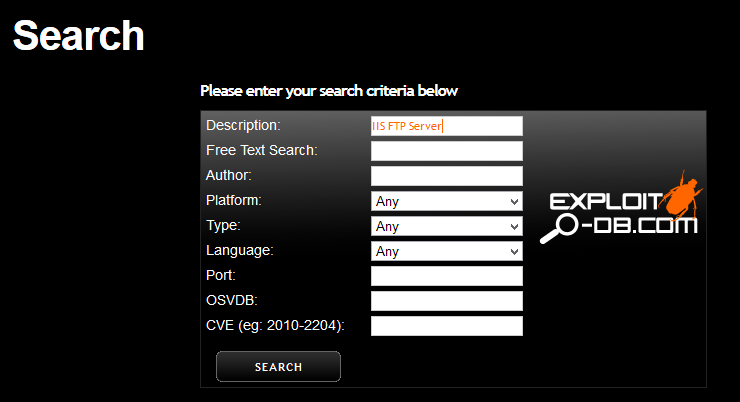 Search
Please enter your search criteria below
Description:
IIS FTP Server
Free Text Search:
Author:
Platform:
Any
Type:
Any
Language:
Any
Port:
OSVDB:
CVE (eg: 2010-2204):
SEARCH
EXPLOIT
-DB.COM